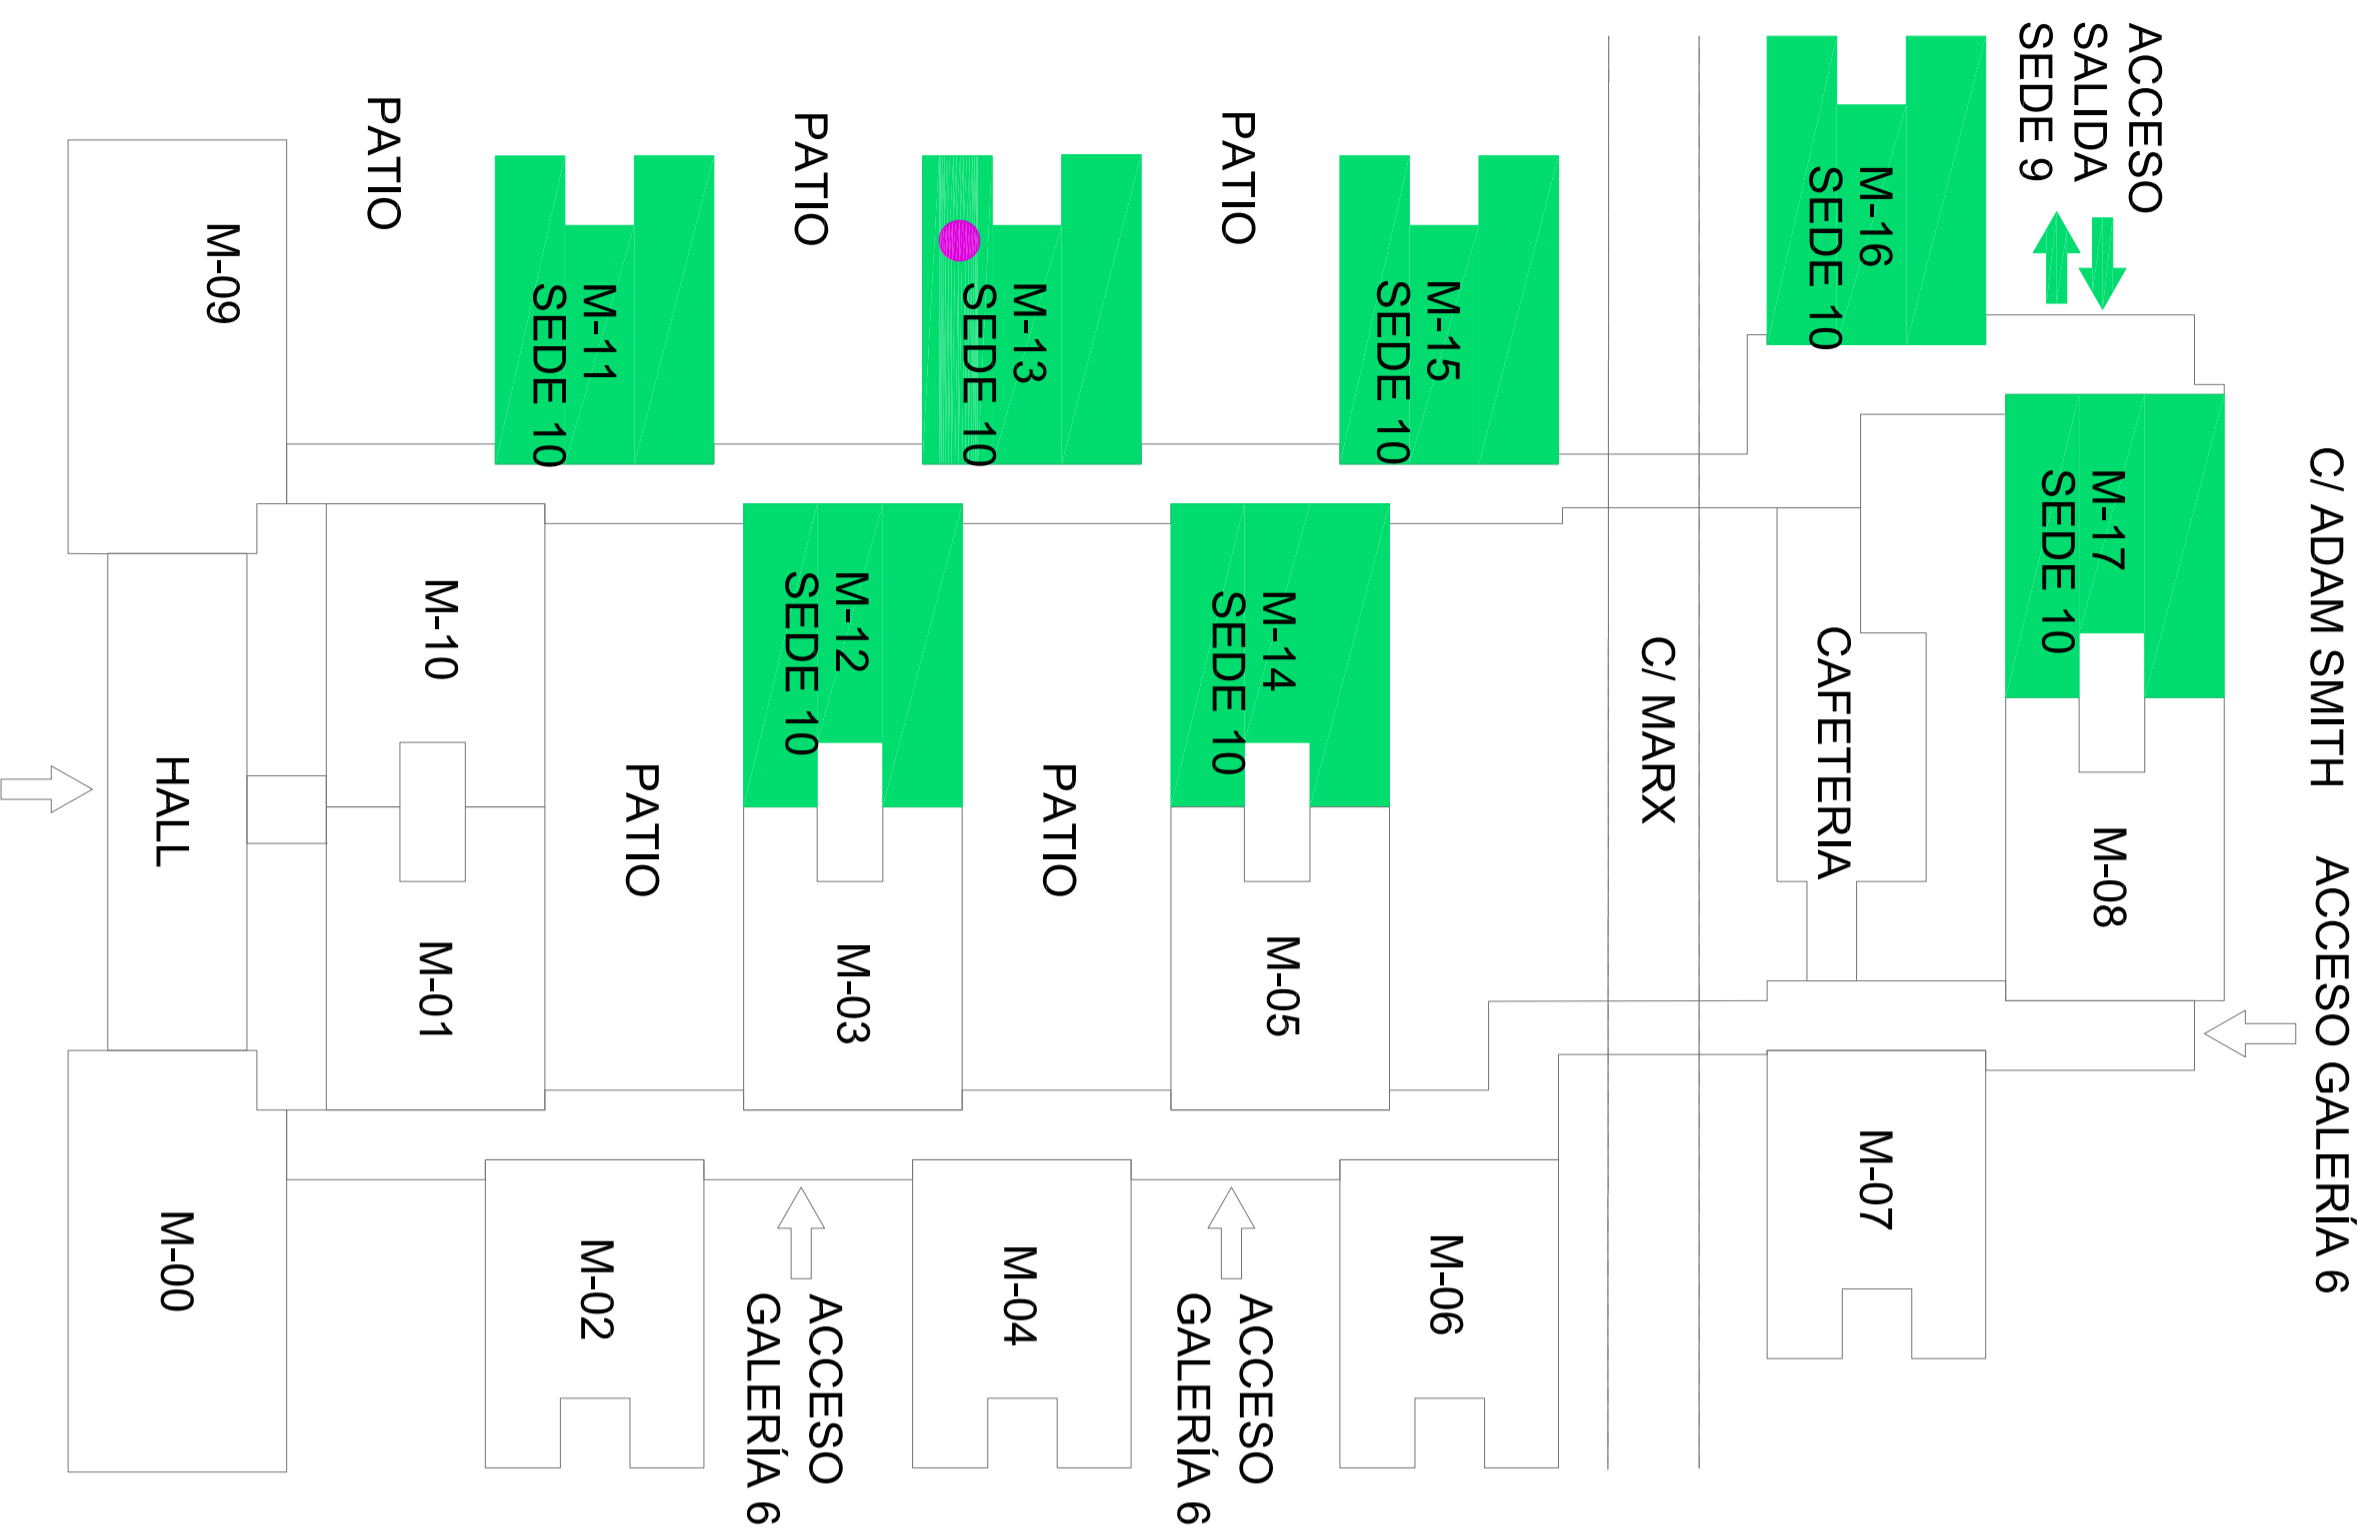 ACCESO
SALIDA
SEDE 9
C/ ADAM SMITH
ACCESO GALERÍA 6
M-16
SEDE 10
M-17
SEDE 10
M-08
M-07
CAFETERIA
C/ MARX
PATIO
M-15
SEDE 10
M-14
SEDE 10
M-05
M-06
ACCESO
GALERÍA 6
M-13
SEDE 10
PATIO
M-04
PATIO
M-12
SEDE 10
M-03
ACCESO
GALERÍA 6
M-11
SEDE 10
PATIO
M-02
PATIO
M-10
M-01
M-09
HALL
M-00